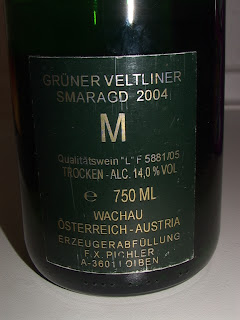 GRÜNER VELTLINER
SMARAGD 2004
M
Qualitätswein "L" F 5881/05
TROCKEN - ALC. 14,0 % VOL
℮ 750 ML
WACHAU
ÖSTERREICH - AUSTRIA
ERZEUGERABFÜLLUNG
F.X. PICHLER
A-3601 OIBEN